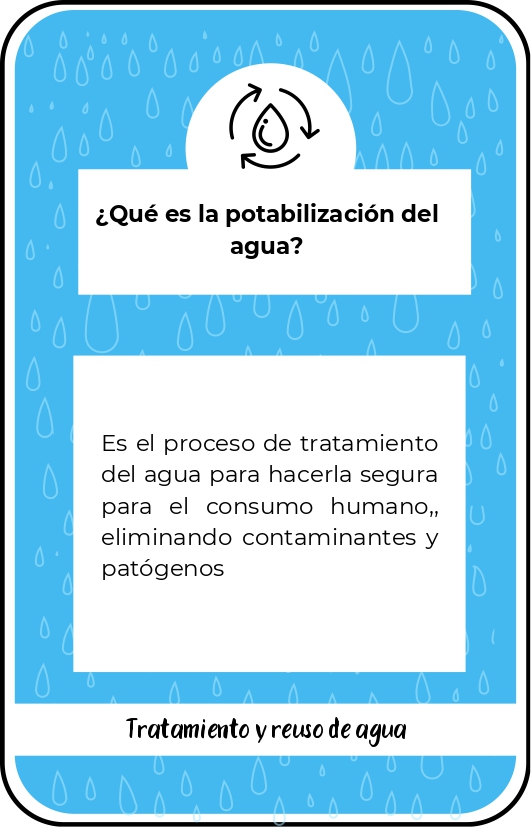 ¿Qué es la potabilización del
agua?
Es el proceso de tratamiento
del agua para hacerla segura
para el consumo humano,,
eliminando contaminantes y
patógenos
Tratamiento y reuso de agua